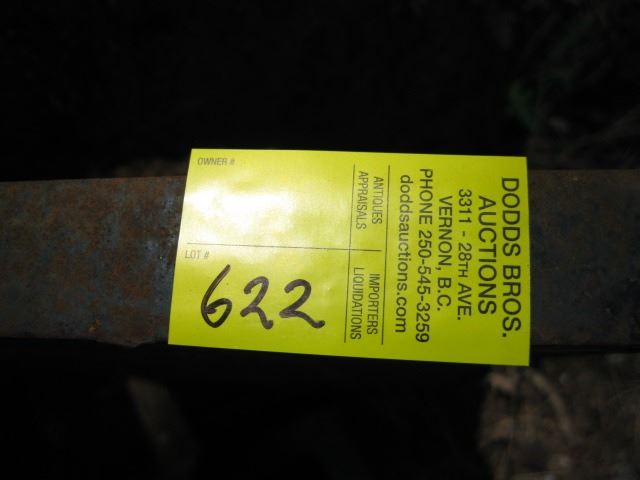 DODDS BROS.
AUCTIONS
3311 - 28TH AVE.
VERNON, B.C.
PHONE 250-545-3259
doddsauctions.com
ANTIQUES
APPRAISALS
IMPORTERS
LIQUIDATIONS
OWNER #
LOT #
622